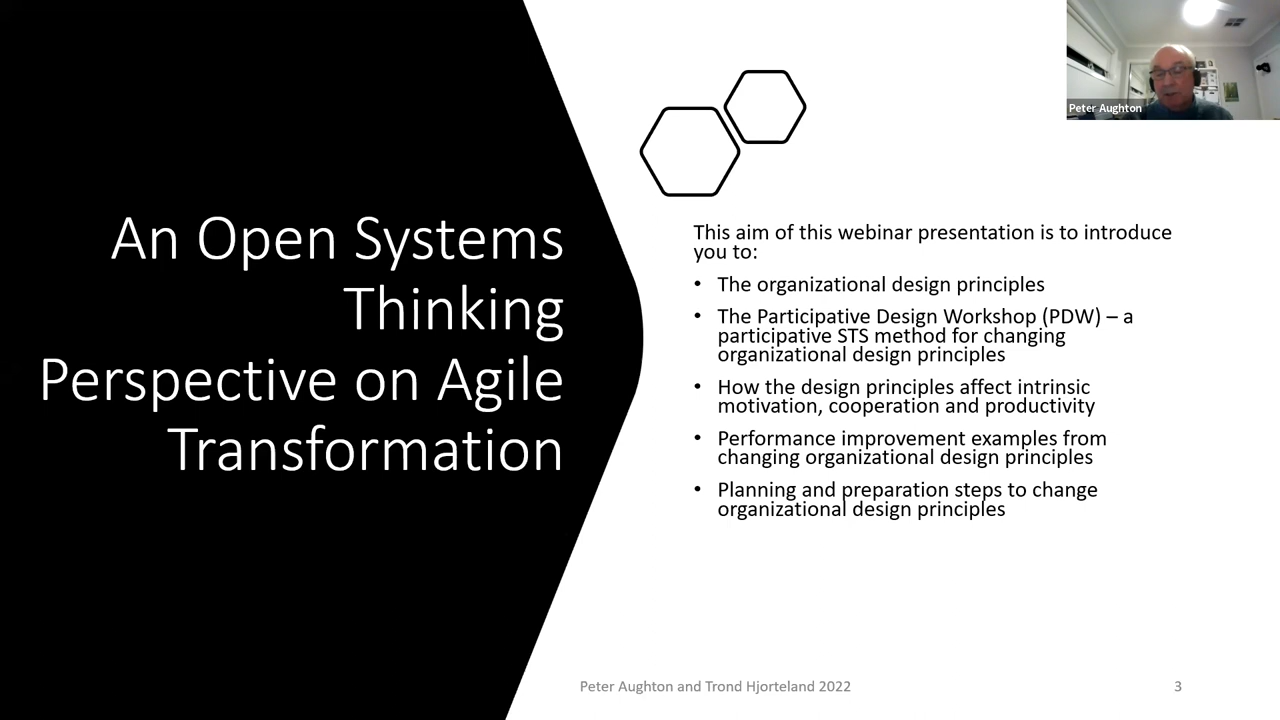 An Open Systems
Thinking
Perspective on Agile
Transformation
Peter Aughton
This aim of this webinar presentation is to introduce
you to:
• The organizational design principles
• The Participative Design Workshop (PDW) – a
participative STS method for changing
organizational design principles
• How the design principles affect intrinsic
motivation, cooperation and productivity
• Performance improvement examples from
changing organizational design principles
• Planning and preparation steps to change
organizational design principles
Peter Aughton and Trond Hjorteland 2022
3